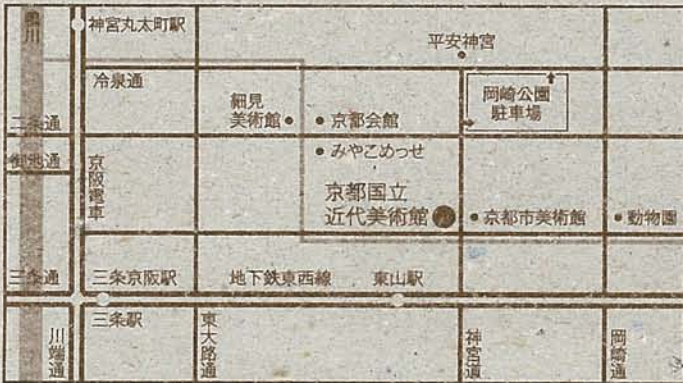 鴨川
神宮丸太町駅
平安神宮
冷泉通
細見
美術館
京都会館
岡崎公園
駐車場
二条通
みやこめっせ
御池通
京阪電車
京都国立
近代美術館
京都市美術館
動物園
三条通
三条京阪駅
地下鉄東西線
東山駅
三条駅
川端通
東大路通
神宮道
岡崎通